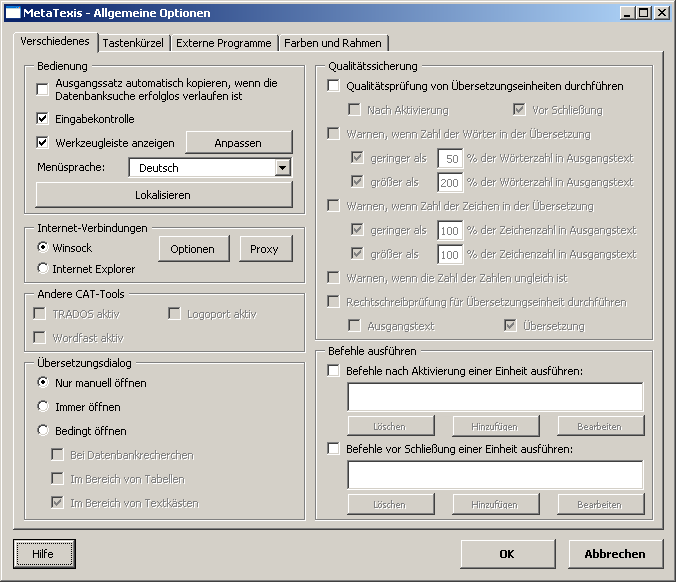 MetaTexis - Allgemeine Optionen
Verschiedenes
Tastenkürzel
Externe Programme
Farben und Rahmen
Bedienung
Ausgangssatz automatisch kopieren, wenn die
Datenbanksuche erfolglos verlaufen ist
Eingabekontrolle
Werkzeugleiste anzeigen
Anpassen
Menüsprache:
Deutsch
Lokalisieren
Internet-Verbindungen
Winsock
Optionen
Proxy
Internet Explorer
Andere CAT-Tools
TRADOS aktiv
Logoport aktiv
Wordfast aktiv
Übersetzungsdialog
Nur manuell öffnen
Immer öffnen
Bedingt öffnen
Bei Datenbankrecherchen
Im Bereich von Tabellen
Im Bereich von Textkästen
Qualitätssicherung
Qualitätsprüfung von Übersetzungseinheiten durchführen
Nach Aktivierung
Vor Schließung
Warnen, wenn Zahl der Wörter in der Übersetzung
geringer als 50 % der Wörterzahl in Ausgangstext
größer als 200 % der Wörterzahl in Ausgangstext
Warnen, wenn Zahl der Zeichen in der Übersetzung
geringer als 100 % der Zeichenzahl in Ausgangstext
größer als 100 % der Zeichenzahl in Ausgangstext
Warnen, wenn die Zahl der Zahlen ungleich ist
Rechtschreibprüfung für Übersetzungseinheit durchführen
Ausgangstext
Übersetzung
Befehle ausführen
Befehle nach Aktivierung einer Einheit ausführen:
Löschen
Hinzufügen
Bearbeiten
Befehle vor Schließung einer Einheit ausführen:
Löschen
Hinzufügen
Bearbeiten
Hilfe
OK
Abbrechen